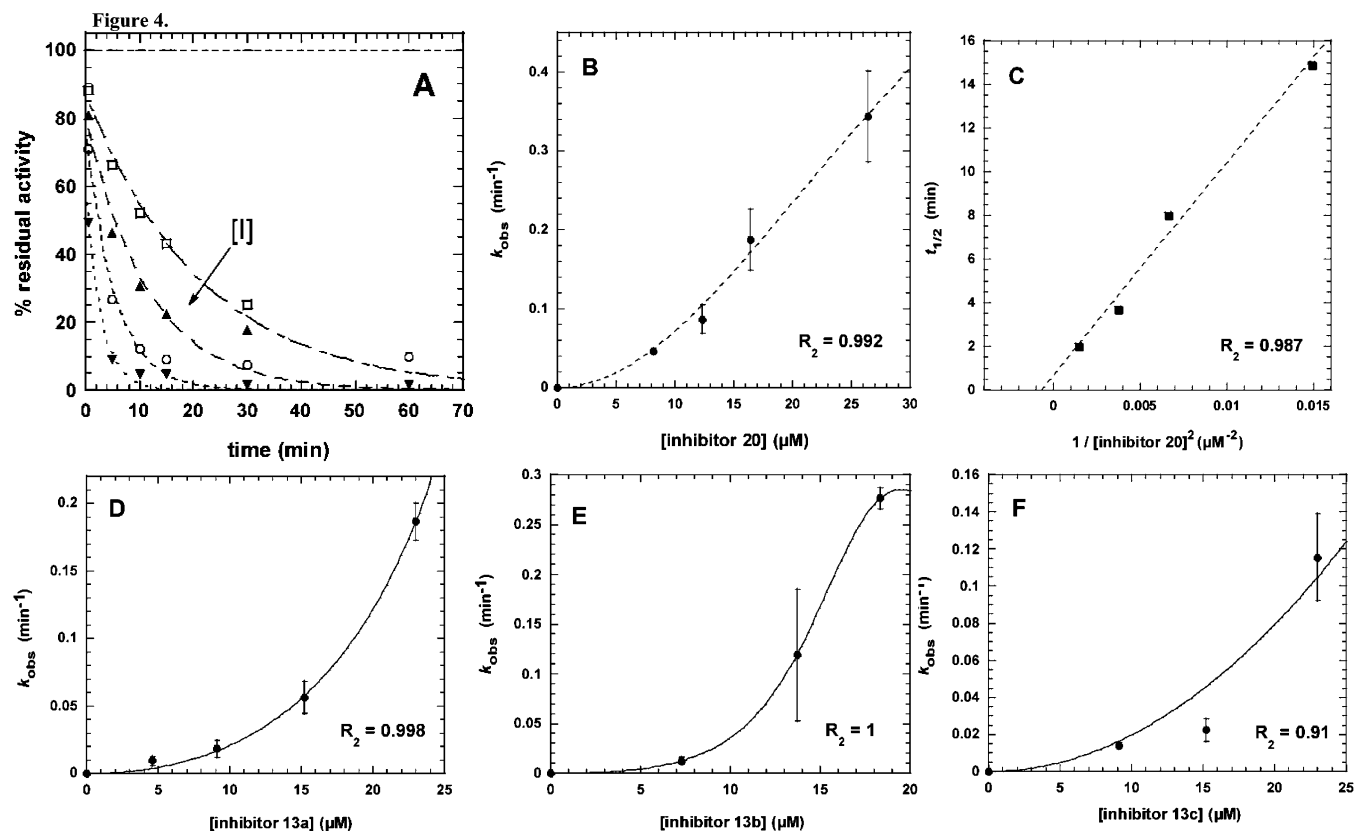 Figure 4.
A
100
80
60
40
20
0
% residual activity
[I]
0 10 20 30 40 50 60 70
time (min)
B
0.4
0.3
0.2
0.1
0
kobs (min-1)
R2 = 0.992
0 5 10 15 20 25 30
[inhibitor 20] (µM)
C
16
14
12
10
8
6
4
2
0
t1/2 (min)
R2 = 0.987
0 0.005 0.01 0.015
1 / [inhibitor 20]2 (µM-2)
D
0.2
0.15
0.1
0.05
0
kobs (min-1)
R2 = 0.998
0 5 10 15 20 25
[inhibitor 13a] (µM)
E
0.3
0.25
0.2
0.15
0.1
0.05
0
kobs (min-1)
R2 = 1
0 5 10 15 20
[inhibitor 13b] (µM)
F
0.16
0.14
0.12
0.1
0.08
0.06
0.04
0.02
0
kobs (min-1)
R2 = 0.91
0 5 10 15 20 25
[inhibitor 13c] (µM)